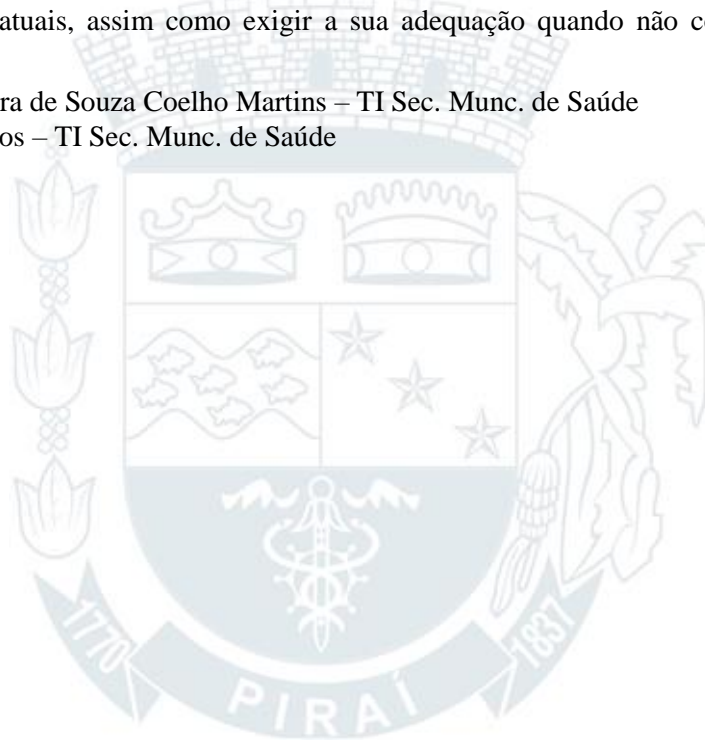 atuais, assim como exigir a sua adequação quando não
ra de Souza Coelho Martins – TI Sec. Munc. de Saúde
os – TI Sec. Munc. de Saúde
1770
PIRAÍ
1837